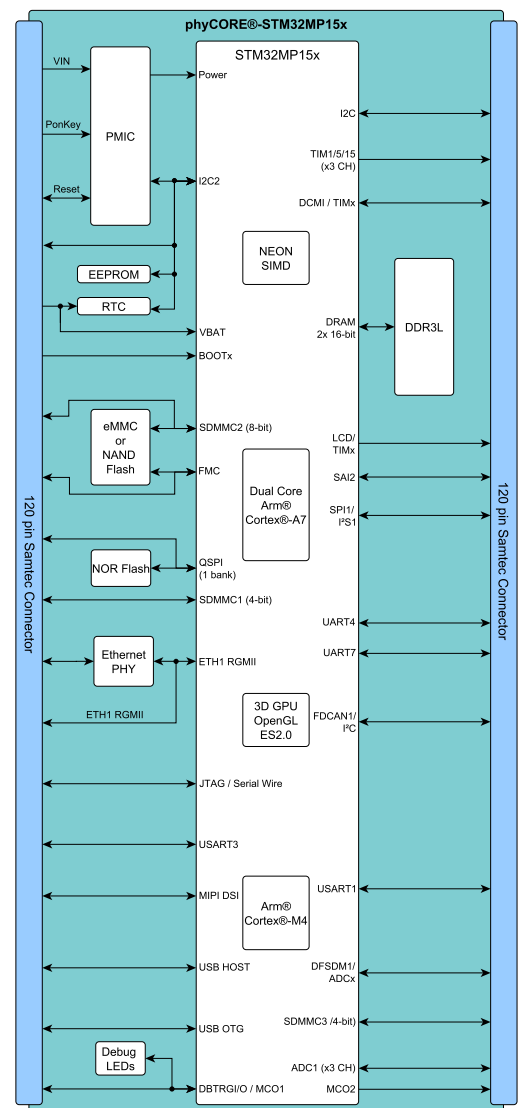 phyCORE®-STM32MP15x
STM32MP15x
VIN
Power
PonKey
PMIC
Reset
I2C2
EEPROM
RTC
VBAT
BOOTx
eMMC
or
NAND
Flash
SDMMC2 (8-bit)
FMC
NOR Flash
QSPI
(1 bank)
SDMMC1 (4-bit)
Ethernet
PHY
ETH1 RGMII
ETH1 RGMII
JTAG / Serial Wire
USART3
MIPI DSI
USB HOST
USB OTG
Debug
LEDs
DBTRGI/O / MCO1
120 pin Samtec Connector
NEON
SIMD
Dual Core
Arm®
Cortex®-A7
3D GPU
OpenGL
ES2.0
Arm®
Cortex®-M4
I2C
TIM1/5/15
(x3 CH)
DCMI / TIMx
DRAM
2x 16-bit
DDR3L
LCD/
TIMx
SAI2
SPI1/
I²S1
UART4
UART7
FDCAN1/
I²C
USART1
DFSDM1/
ADCx
SDMMC3 /4-bit)
ADC1 (x3 CH)
MCO2
120 pin Samtec Connector